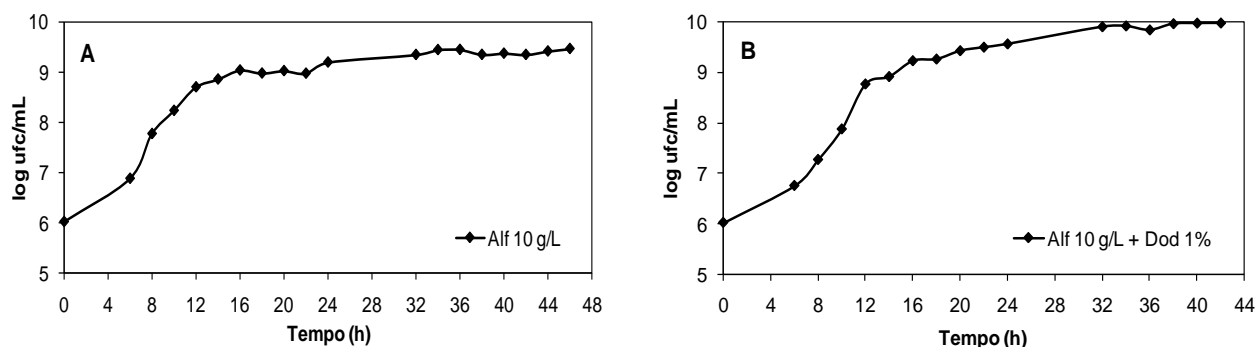 A
log ufc/mL
10
9
8
7
6
5
0 4 8 12 16 20 24 28 32 36 40 44 48
Tempo (h)
Alf 10 g/L
B
log ufc/mL
10
9
8
7
6
5
0 4 8 12 16 20 24 28 32 36 40 44
Tempo (h)
Alf 10 g/L + Dod 1%